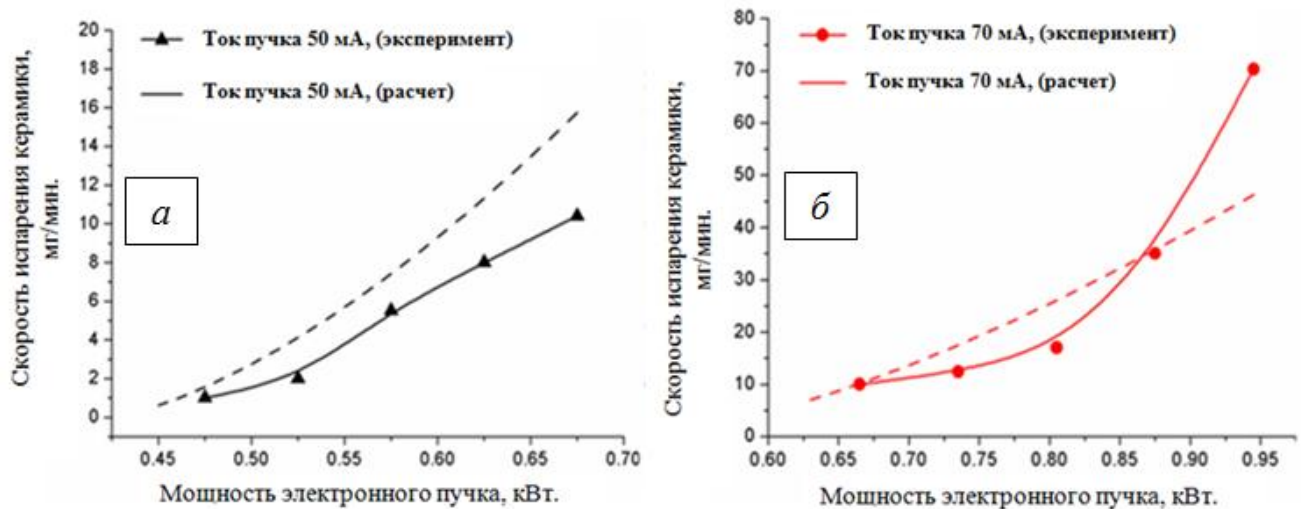 Скорость испарения керамики,
мг/мин.
20
18
16
14
12
10
8
6
4
2
0
Ток пучка 50 мА, (эксперимент)
Ток пучка 50 мА, (расчет)
а
0.45 0.50 0.55 0.60 0.65 0.70
Мощность электронного пучка, кВт.
Скорость испарения керамики,
мг/мин.
80
70
60
50
40
30
20
10
0
Ток пучка 70 мА, (эксперимент)
Ток пучка 70 мА, (расчет)
б
0.60 0.65 0.70 0.75 0.80 0.85 0.90 0.95
Мощность электронного пучка, кВт.